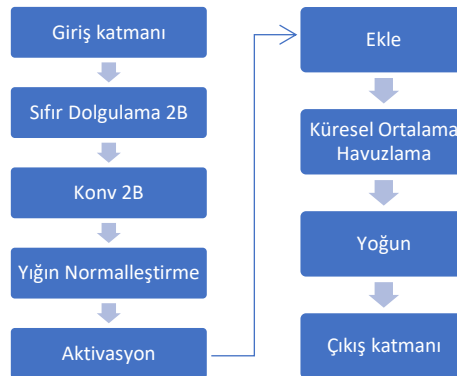 Giriş katmanı
Sıfır Dolgulama 2B
Konv 2B
Yığın Normalleştirme
Aktivasyon
Ekle
Küresel Ortalama
Havuzlama
Yoğun
Çıkış katmanı